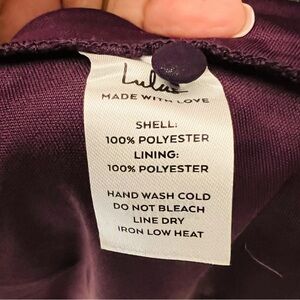 Lulus
MADE WITH LOVE
SHELL:
100% POLYESTER
LINING:
100% POLYESTER
HAND WASH COLD
DO NOT BLEACH
LINE DRY
IRON LOW HEAT